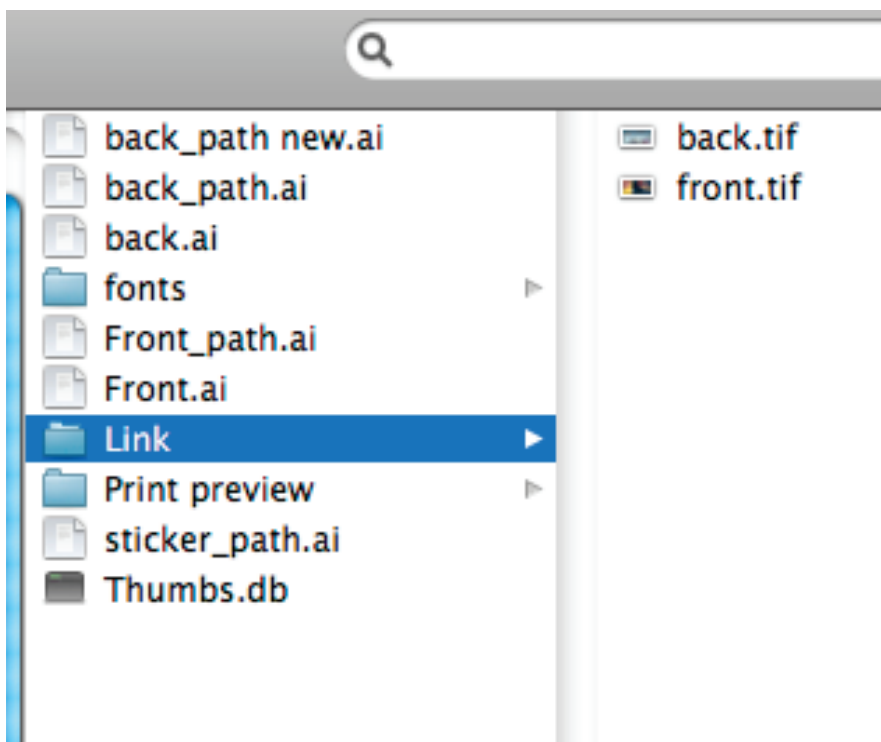 back_path new.ai
back_path.ai
back.ai
fonts
Front_path.ai
Front.ai
Link
Print preview
sticker_path.ai
Thumbs.db
back.tif
front.tif